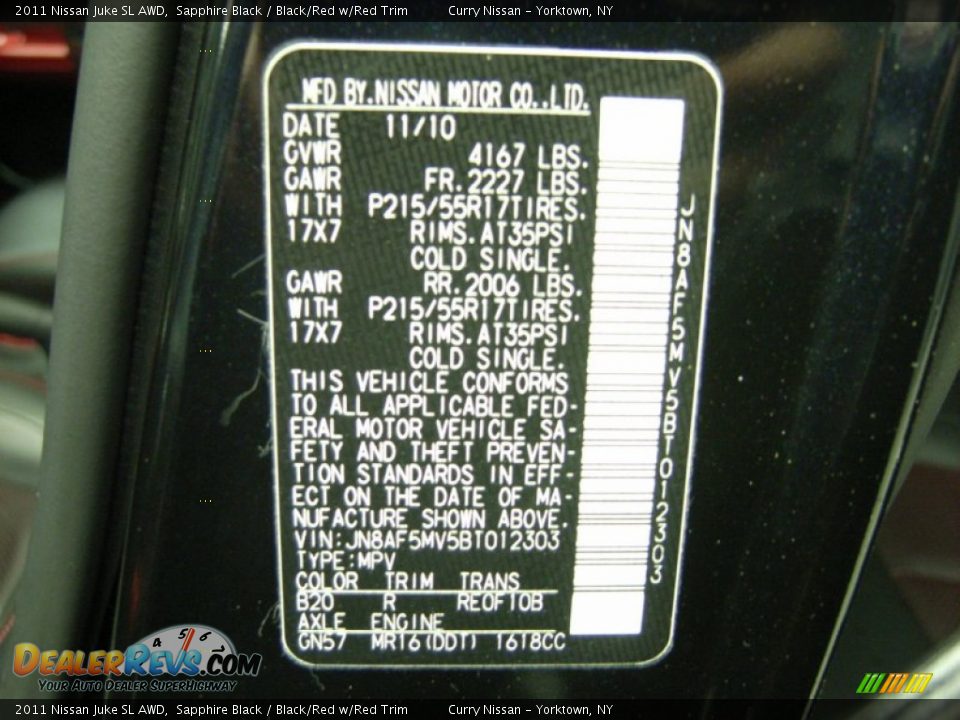 2011 Nissan Juke SL AWD, Sapphire Black / Black/Red w/Red Trim Curry Nissan - Yorktown, NY
MFD BY.NISSAN MOTOR CO.,LTD.
DATE 11/10
GVWR 4167 LBS.
GAWR FR.2227 LBS.
WITH P215/55R17TIRES.
17X7 RIMS.AT35PSI
COLD SINGLE.
GAWR RR.2006 LBS.
WITH P215/55R17TIRES.
17X7 RIMS.AT35PSI
COLD SINGLE.
THIS VEHICLE CONFORMS
TO ALL APPLICABLE FED-
ERAL MOTOR VEHICLE SA-
FETY AND THEFT PREVEN-
TION STANDARDS IN EFF-
ECT ON THE DATE OF MA-
NUFACTURE SHOWN ABOVE.
VIN:JN8AF5MV5BT012303
TYPE:MPV
COLOR TRIM TRANS
B20 R RE0F10B
AXLE ENGINE
GN57 MR16(DDT) 1618CC
JN8AF5MV5BT012303
4 5 6
DEALERREVS.COM
YOUR AUTO DEALER SUPERHIGHWAY
2011 Nissan Juke SL AWD, Sapphire Black / Black/Red w/Red Trim Curry Nissan - Yorktown, NY